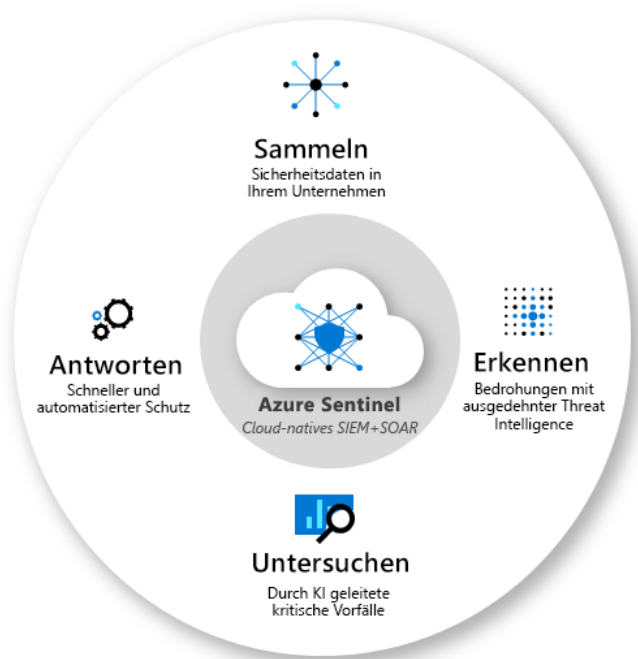 Sammeln
Sicherheitsdaten in
Ihrem Unternehmen
Antworten
Schneller und
automatisierter Schutz
Azure Sentinel
Cloud-natives SIEM+SOAR
Erkennen
Bedrohungen mit
ausgedehnter Threat
Intelligence
Untersuchen
Durch KI geleitete
kritische Vorfälle